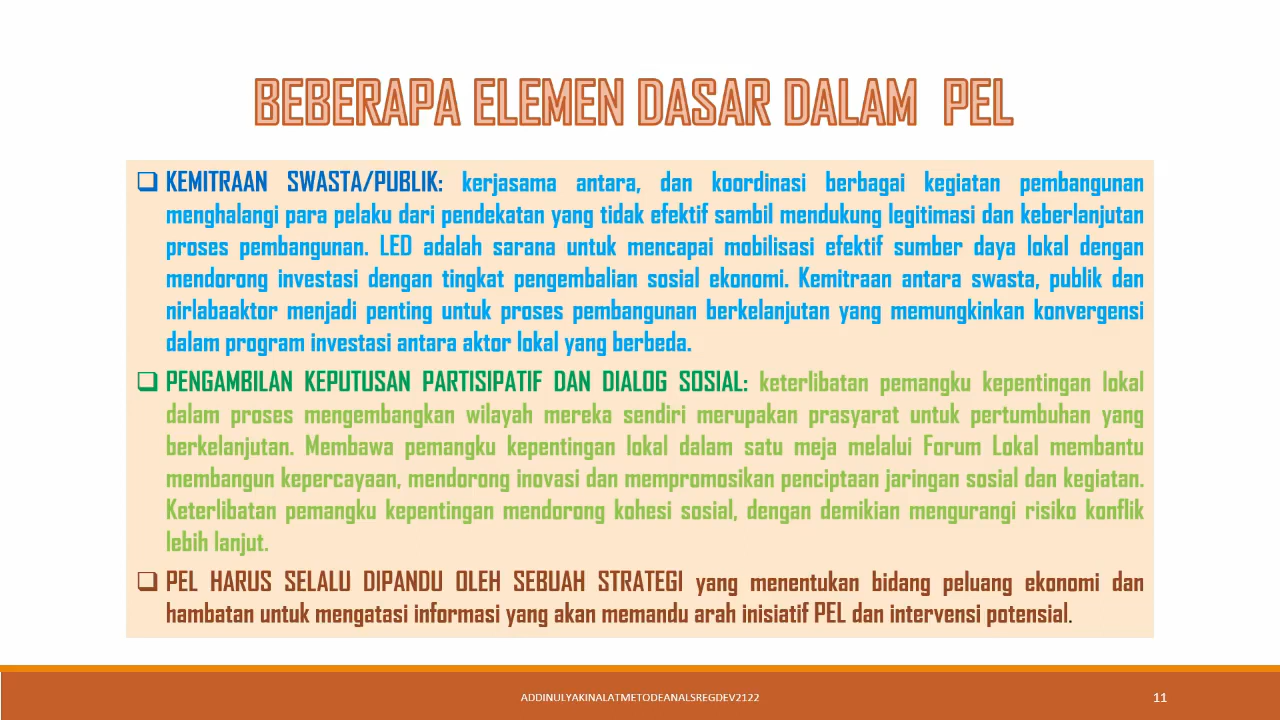 BEBERAPA ELEMEN DASAR DALAM PEL
KEMITRAAN SWASTA/PUBLIK: kerjasama antara, dan koordinasi berbagai kegiatan pembangunan
menghalangi para pelaku dari pendekatan yang tidak efektif sambil mendukung legitimasi dan keberlanjutan
proses pembangunan. LED adalah sarana untuk mencapai mobilisasi efektif sumber daya lokal dengan
mendorong investasi dengan tingkat pengembalian sosial ekonomi. Kemitraan antara swasta, publik dan
nirlabaaktor menjadi penting untuk proses pembangunan berkelanjutan yang memungkinkan konvergensi
dalam program investasi antara aktor lokal yang berbeda.
PENGAMBILAN KEPUTUSAN PARTISIPATIF DAN DIALOG SOSIAL: keterlibatan pemangku kepentingan lokal
dalam proses mengembangkan wilayah mereka sendiri merupakan prasyarat untuk pertumbuhan yang
berkelanjutan. Membawa pemangku kepentingan lokal dalam satu meja melalui Forum Lokal membantu
membangun kepercayaan, mendorong inovasi dan mempromosikan penciptaan jaringan sosial dan kegiatan.
Keterlibatan pemangku kepentingan mendorong kohesi sosial, dengan demikian mengurangi risiko konflik
lebih lanjut.
PEL HARUS SELALU DIPANDU OLEH SEBUAH STRATEGI yang menentukan bidang peluang ekonomi dan
hambatan untuk mengatasi informasi yang akan memandu arah inisiatif PEL dan intervensi potensial.
ADDINULYAKINALATMETODEANALSREGDEV2122
11